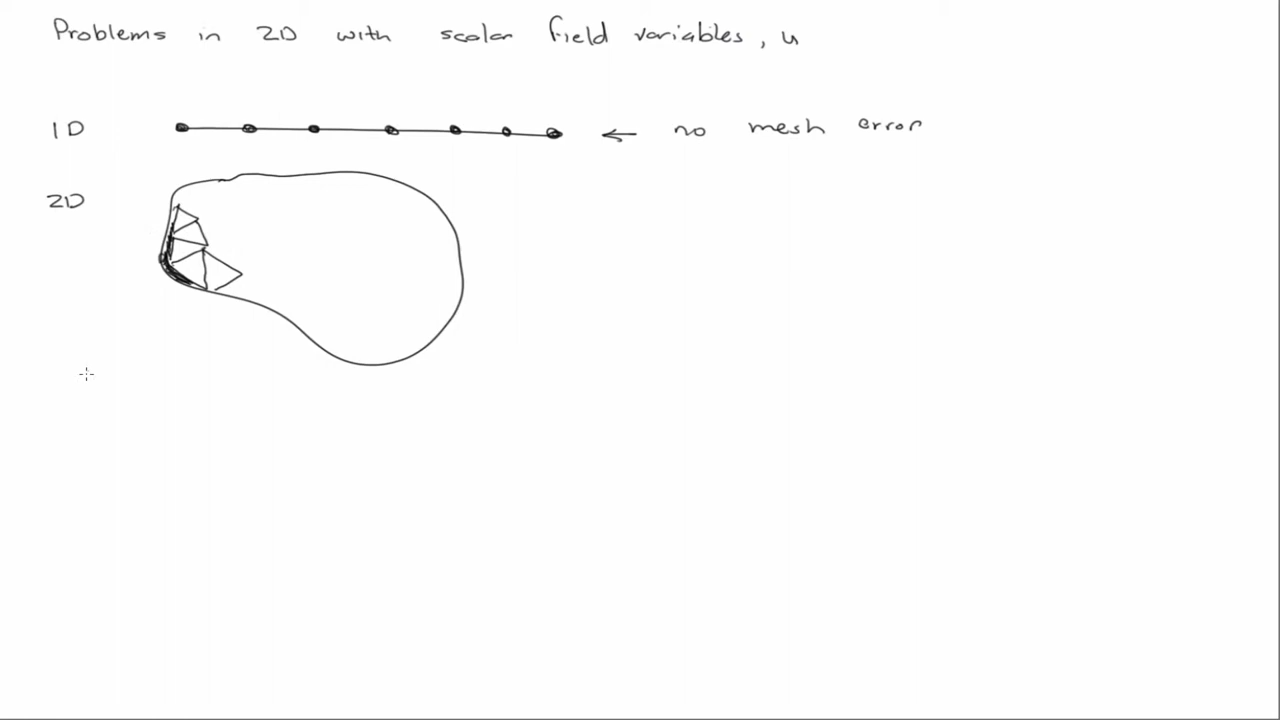 Problems in 2D with scalar field variables, u
1D ← no mesh error
2D